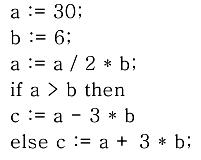 a := 30;
b := 6;
a := a / 2 * b;
if a > b then
c := a - 3 * b
else c := a + 3 * b;